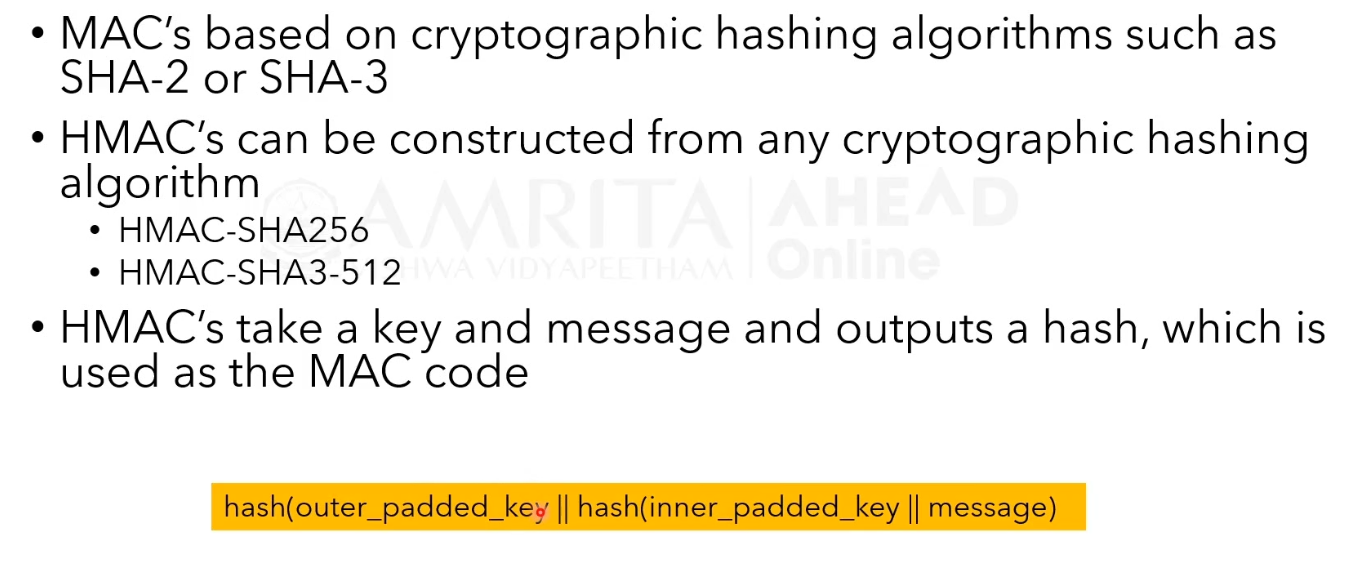 • MAC's based on cryptographic hashing algorithms such as
SHA-2 or SHA-3
• HMAC's can be constructed from any cryptographic hashing
algorithm
• HMAC-SHA256
• HMAC-SHA3-512
AMRITA AHEAD
HWA VIDYAPEETHAM Online
• HMAC's take a key and message and outputs a hash, which is
used as the MAC code
hash(outer_padded_key || hash(inner_padded_key || message)